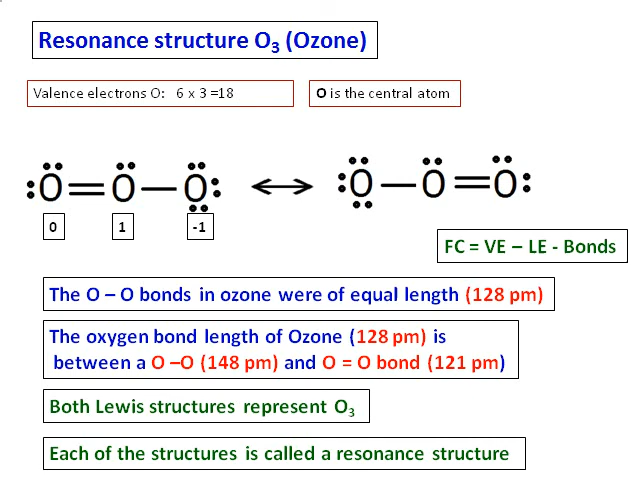 Resonance structure O₃ (Ozone)
Valence electrons O: 6 x 3 =18
O is the central atom
:Ö=Ö–Ö: ↔ :Ö–Ö=Ö:
0 1 -1
FC = VE – LE - Bonds
The O – O bonds in ozone were of equal length (128 pm)
The oxygen bond length of Ozone (128 pm) is
between a O –O (148 pm) and O = O bond (121 pm)
Both Lewis structures represent O₃
Each of the structures is called a resonance structure